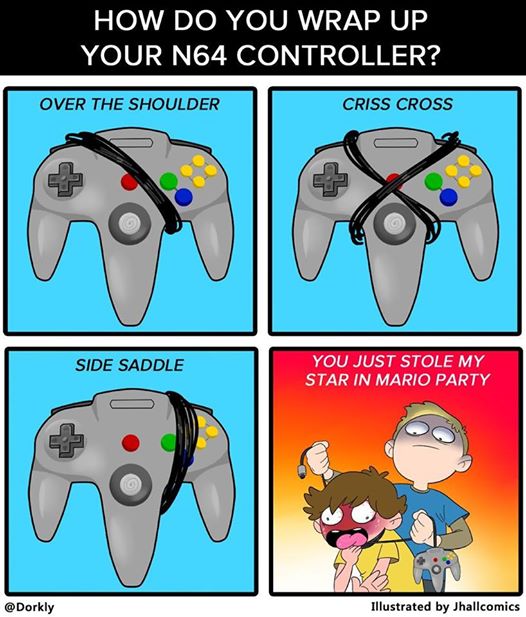 HOW DO YOU WRAP UP
YOUR N64 CONTROLLER?
OVER THE SHOULDER
CRISS CROSS
SIDE SADDLE
YOU JUST STOLE MY
STAR IN MARIO PARTY
@Dorkly
Illustrated by Jhallcomics